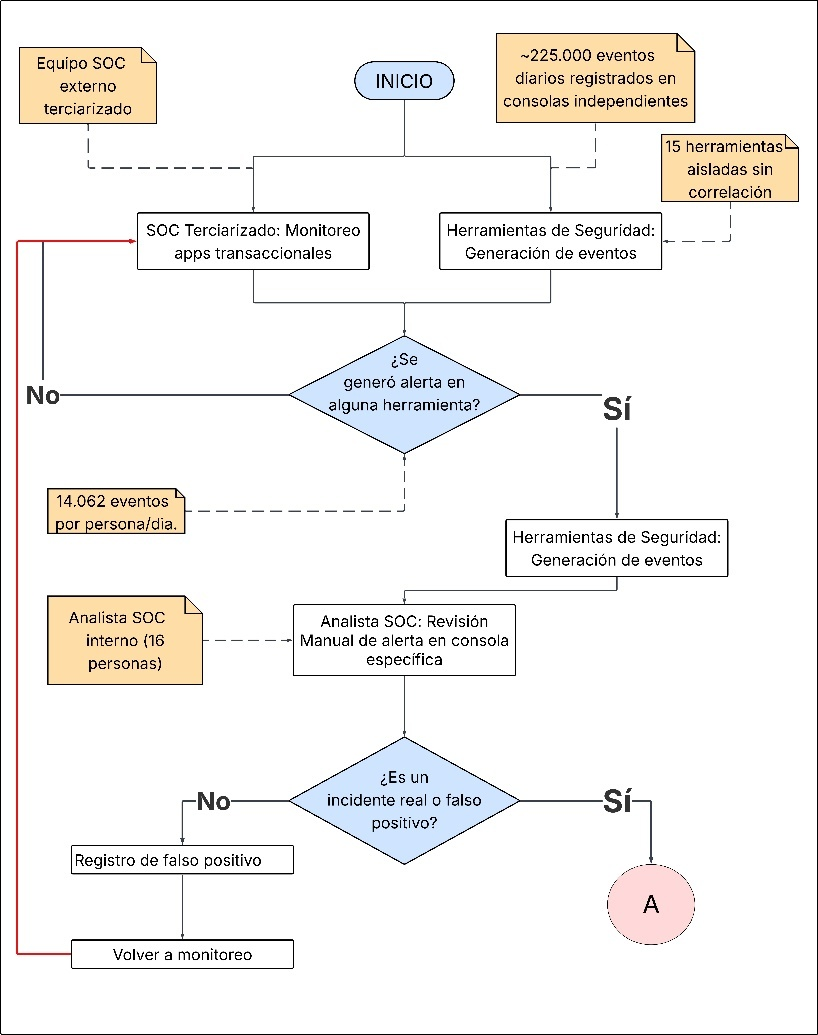 Equipo SOC
externo
terciarizado
INICIO
~225.000 eventos
diarios registrados en
consolas independientes
15 herramientas
aisladas sin
correlación
SOC Terciarizado: Monitoreo
apps transaccionales
Herramientas de Seguridad:
Generación de eventos
¿Se
generó alerta en
alguna herramienta?
No
Sí
14.062 eventos
por persona/dia.
Herramientas de Seguridad:
Generación de eventos
Analista SOC
interno (16
personas)
Analista SOC: Revisión
Manual de alerta en consola
específica
¿Es un
incidente real o falso
positivo?
No
Sí
Registro de falso positivo
A
Volver a monitoreo